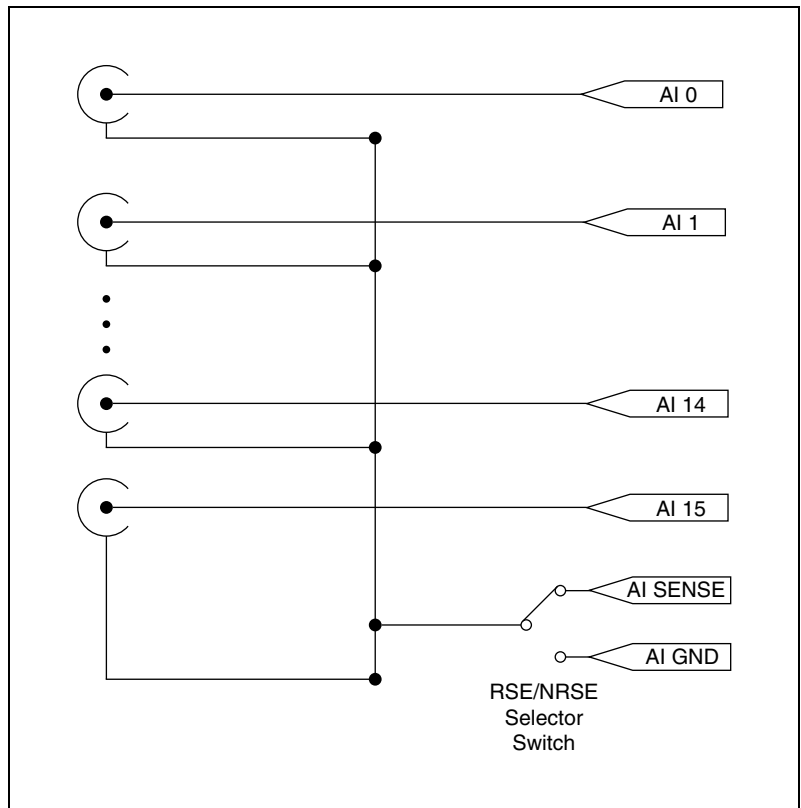 AI 0
AI 1
AI 14
AI 15
AI SENSE
AI GND
RSE/NRSE
Selector
Switch